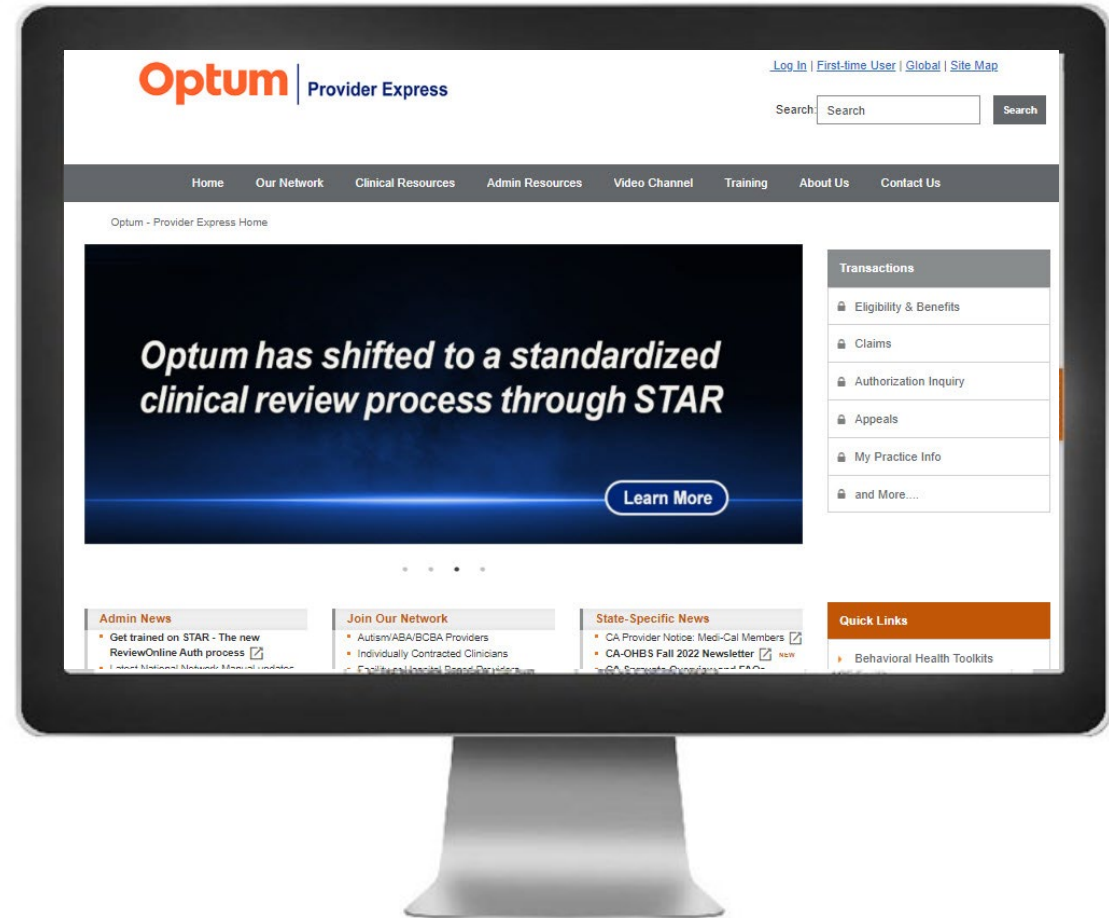 Optum | Provider Express
Log In | First-time User | Global | Site Map
Search: Search Search
Home Our Network Clinical Resources Admin Resources Video Channel Training About Us Contact Us
Optum - Provider Express Home
Optum has shifted to a standardized
clinical review process through STAR
Learn More
Transactions
Eligibility & Benefits
Claims
Authorization Inquiry
Appeals
My Practice Info
and More....
Admin News
Get trained on STAR - The new
ReviewOnline Auth process
Latest National Network Manual updates
Join Our Network
Autism/ABA/BCBA Providers
Individually Contracted Clinicians
State-Specific News
CA Provider Notice: Medi-Cal Members
CA-OHBS Fall 2022 Newsletter NEW
Quick Links
Behavioral Health Toolkits